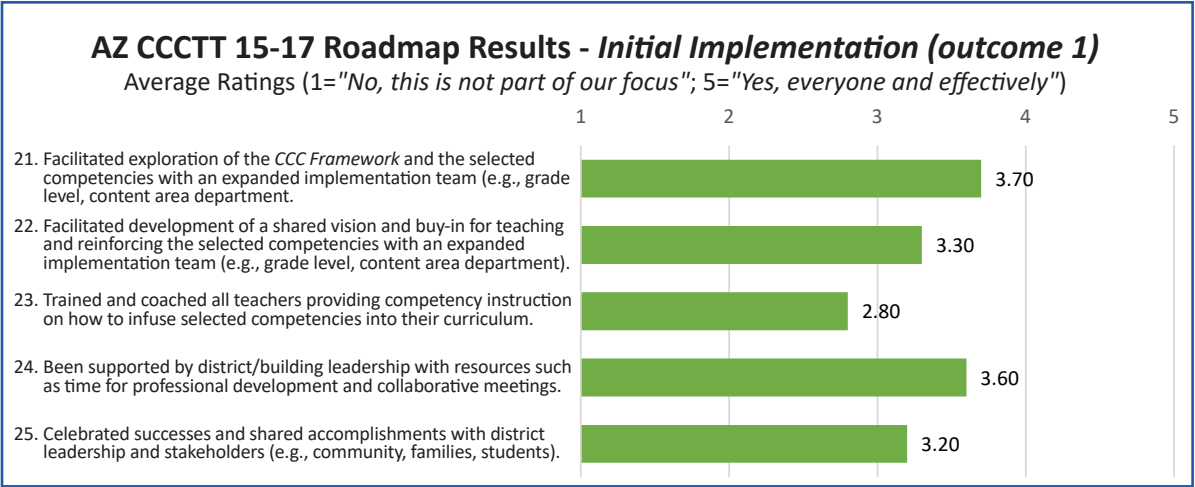 AZ CCCTT 15-17 Roadmap Results - Initial Implementation (outcome 1)
Average Ratings (1="No, this is not part of our focus"; 5="Yes, everyone and effectively")
1 2 3 4 5
21. Facilitated exploration of the CCC Framework and the selected
competencies with an expanded implementation team (e.g., grade
level, content area department.
3.70
22. Facilitated development of a shared vision and buy-in for teaching
and reinforcing the selected competencies with an expanded
implementation team (e.g., grade level, content area department).
3.30
23. Trained and coached all teachers providing competency instruction
on how to infuse selected competencies into their curriculum.
2.80
24. Been supported by district/building leadership with resources such
as time for professional development and collaborative meetings.
3.60
25. Celebrated successes and shared accomplishments with district
leadership and stakeholders (e.g., community, families, students).
3.20